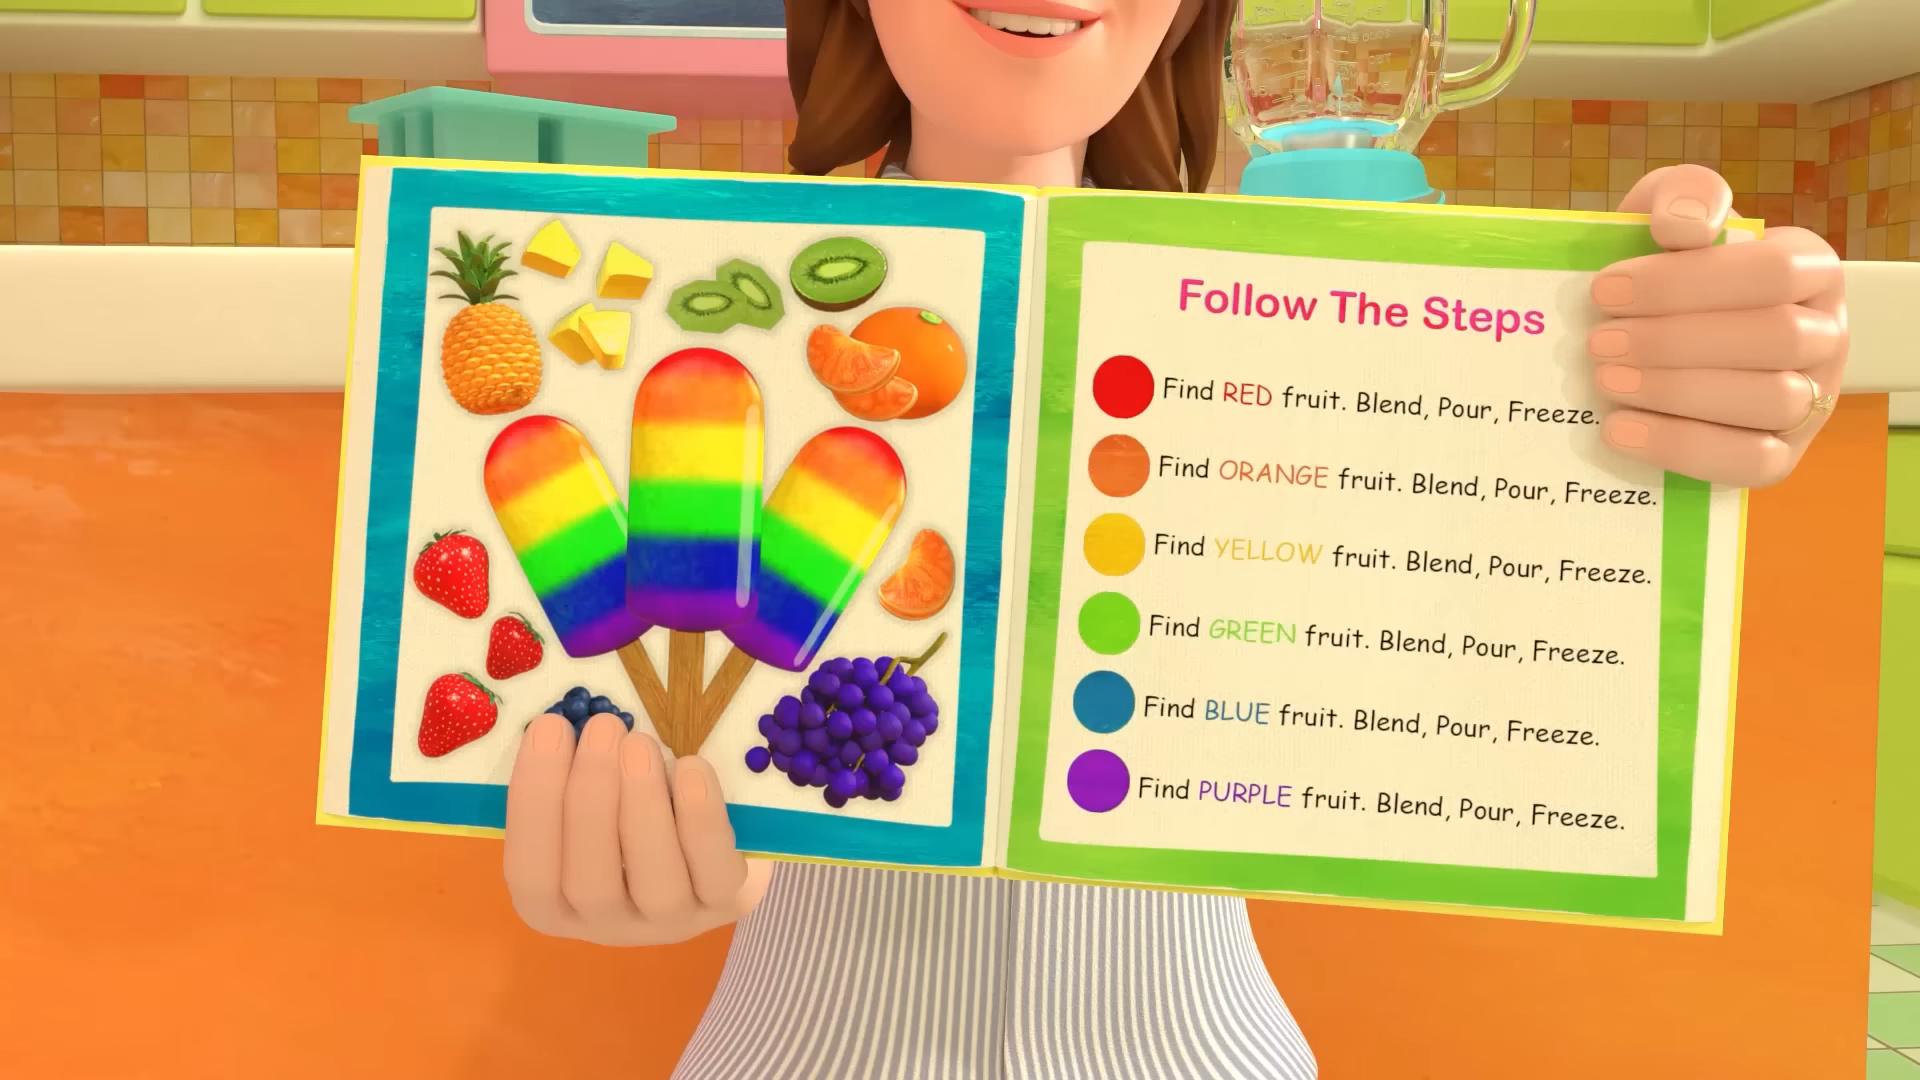 Follow The Steps
Find RED fruit. Blend, Pour, Freeze.
Find ORANGE fruit. Blend, Pour, Freeze.
Find YELLOW fruit. Blend, Pour, Freeze.
Find GREEN fruit. Blend, Pour, Freeze.
Find BLUE fruit. Blend, Pour, Freeze.
Find PURPLE fruit. Blend, Pour, Freeze.